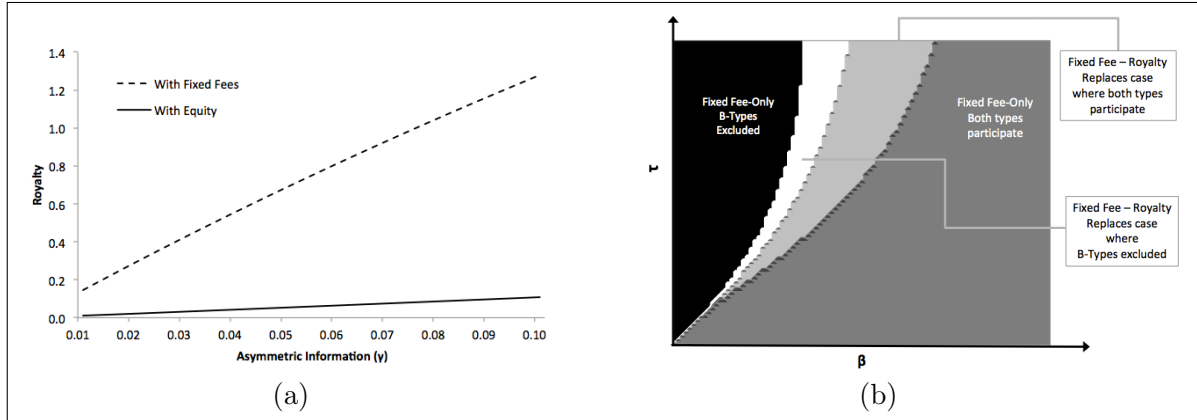 1.4
1.2
1.0
0.8
0.6
0.4
0.2
0.0
Royalty
With Fixed Fees
With Equity
0.01 0.02 0.03 0.04 0.05 0.06 0.07 0.08 0.09 0.10
Asymmetric Information (γ)
(a)
τ
Fixed Fee-Only
B-Types
Excluded
Fixed Fee-Only
Both types
participate
Fixed Fee – Royalty
Replaces case
where both types
participate
Fixed Fee – Royalty
Replaces case
where
B-Types excluded
β
(b)